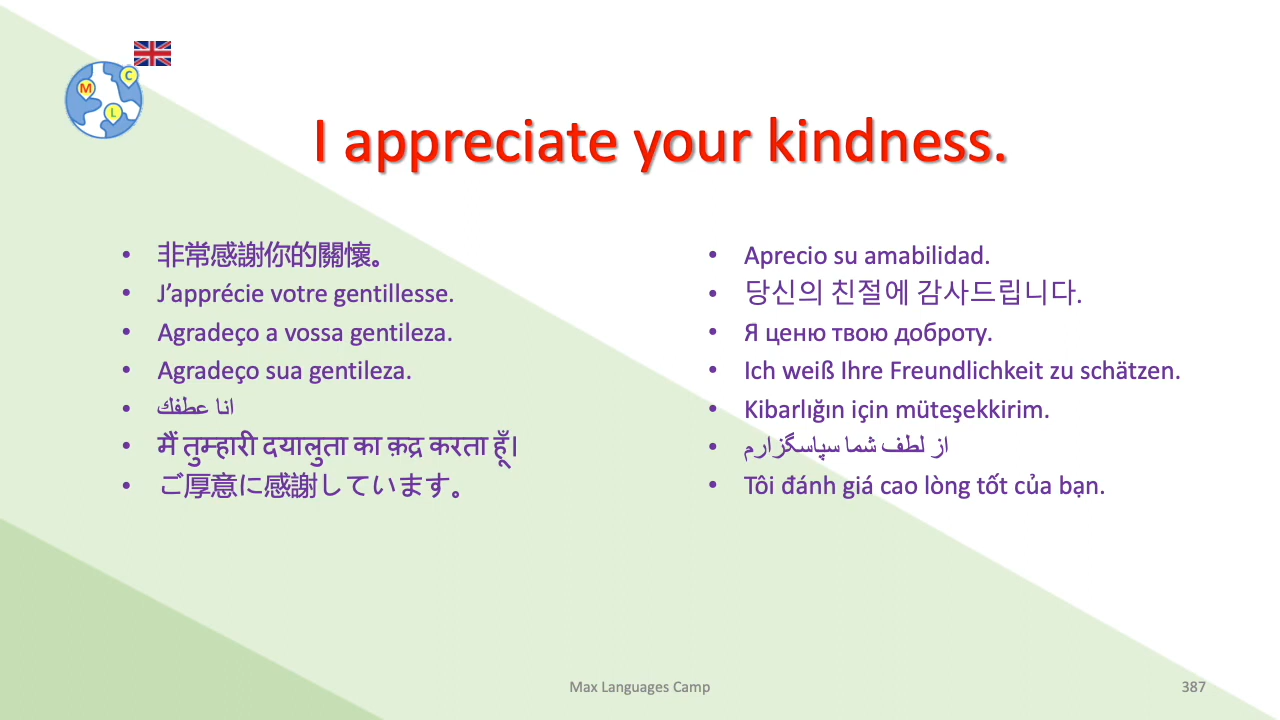 M
C
L
I appreciate your kindness.
• 非常感謝你的關懷。
• J’apprécie votre gentillesse.
• Agradeço a vossa gentileza.
• Agradeço sua gentileza.
• انا عطفك
• मैं तुम्हारी दयालुता का क़द्र करता हूँ।
• ご厚意に感謝しています。
• Aprecio su amabilidad.
• 당신의 친절에 감사드립니다.
• Я ценю твою доброту.
• Ich weiß Ihre Freundlichkeit zu schätzen.
• Kibarlığın için müteşekkirim.
• از لطف شما سپاسگزارم
• Tôi đánh giá cao lòng tốt của bạn.
Max Languages Camp
387